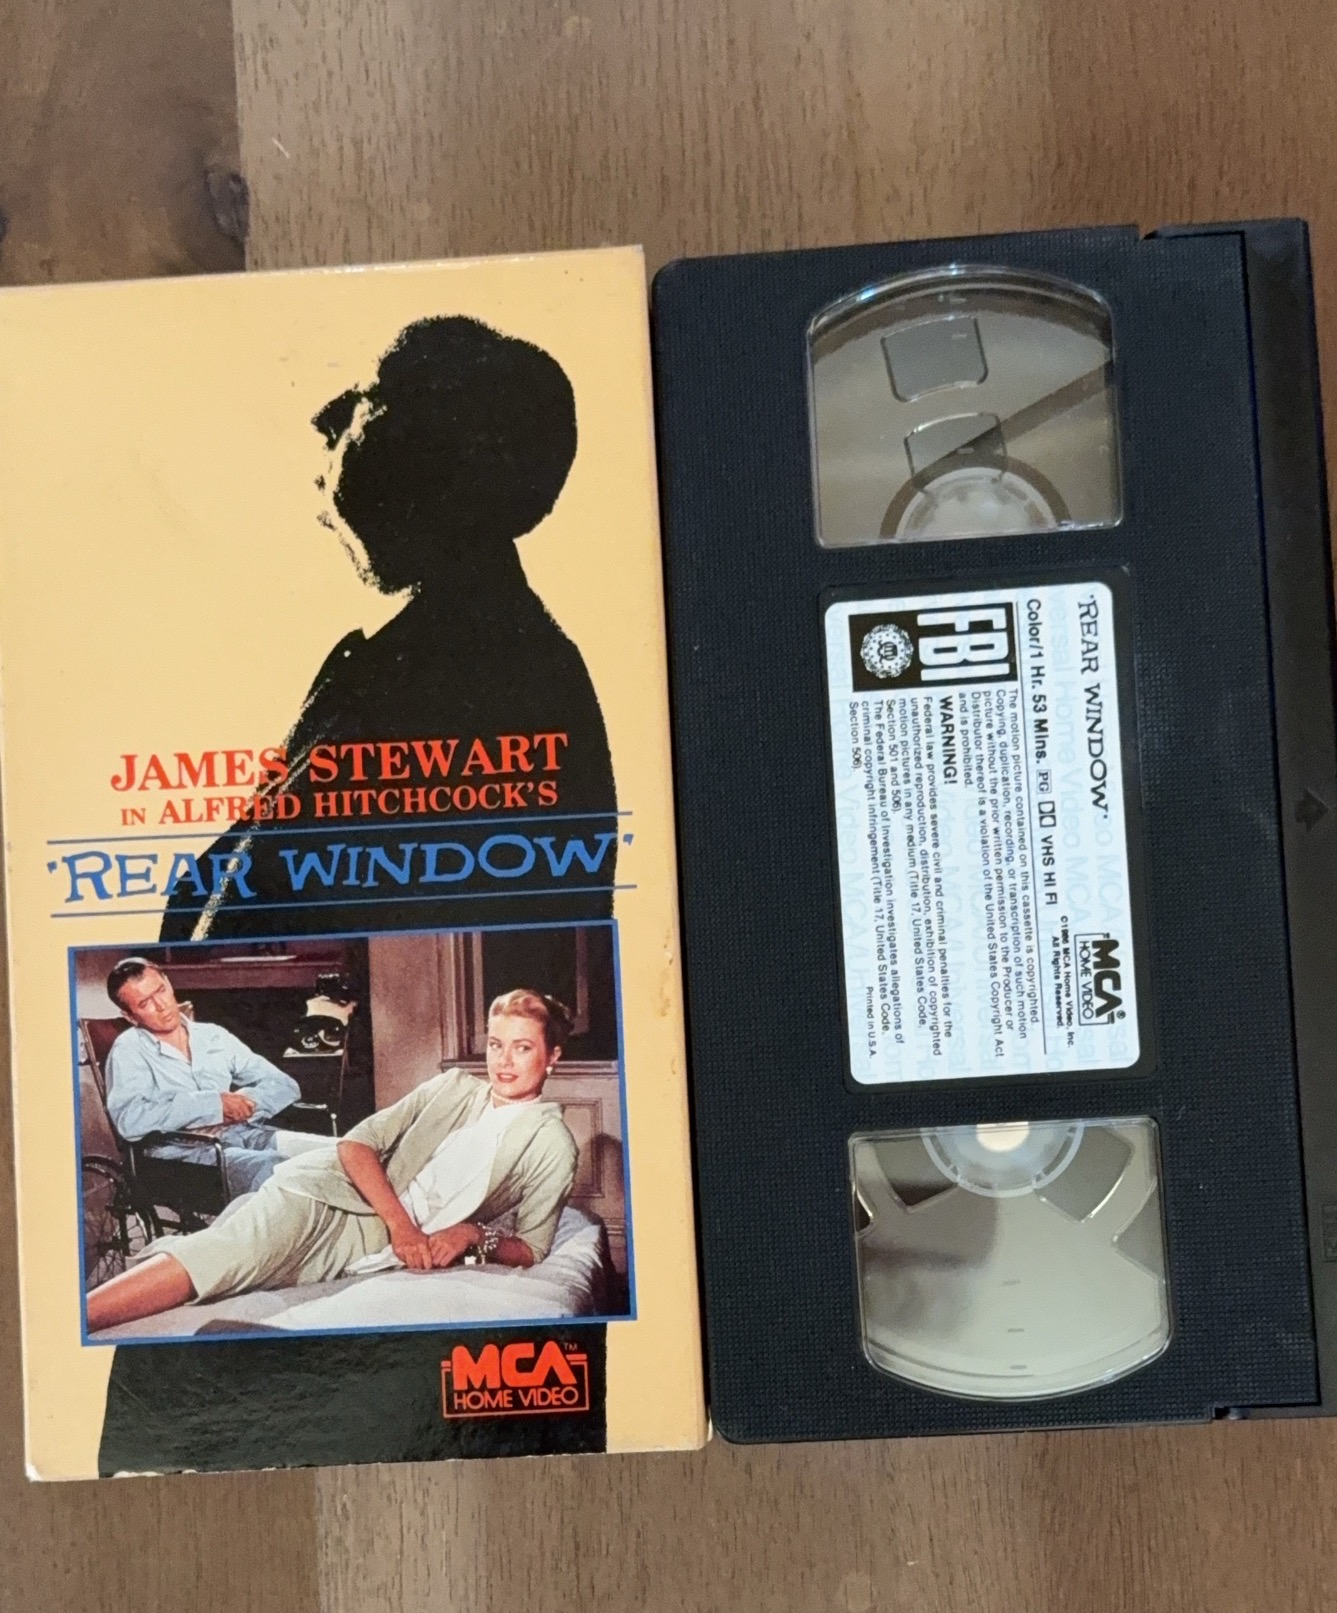 JAMES STEWART
IN ALFRED HITCHCOCK'S
'REAR WINDOW'
MCA™
HOME VIDEO
'REAR WINDOW'
MCA®
HOME VIDEO
©1986 MCA Home Video, Inc.
All Rights Reserved.
Color/1 Hr. 53 Mins. PG VHS HI FI
The motion picture contained on this cassette is copyrighted.
Copying, duplication, recording, or transcription of such motion
picture without the prior written permission to the Producer or
Distributor thereof is a violation of the United States Copyright Act
and is prohibited.
FBI
WARNING!
Federal law provides severe civil and criminal penalties for the
unauthorized reproduction, distribution, exhibition of copyrighted
motion pictures in any medium (Title 17, United States Code,
Section 501 and 506)
The Federal Bureau of Investigation investigates allegations of
criminal copyright infringement (Title 17, United States Code,
Section 506)
Printed in U.S.A.